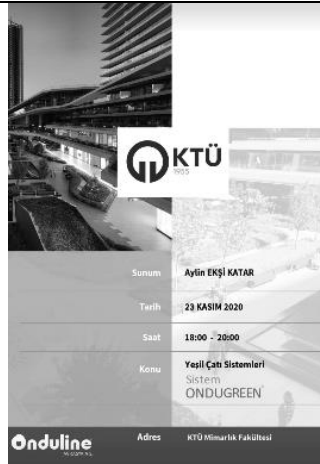 KTÜ
1955
Sunum Aylin EKŞİ KATAR
Tarih 23 KASIM 2020
Saat 18:00 - 20:00
Konu Yeşil Çatı Sistemleri
Sistem
ONDUGREEN
Onduline
Adres KTÜ Mimarlık Fakültesi